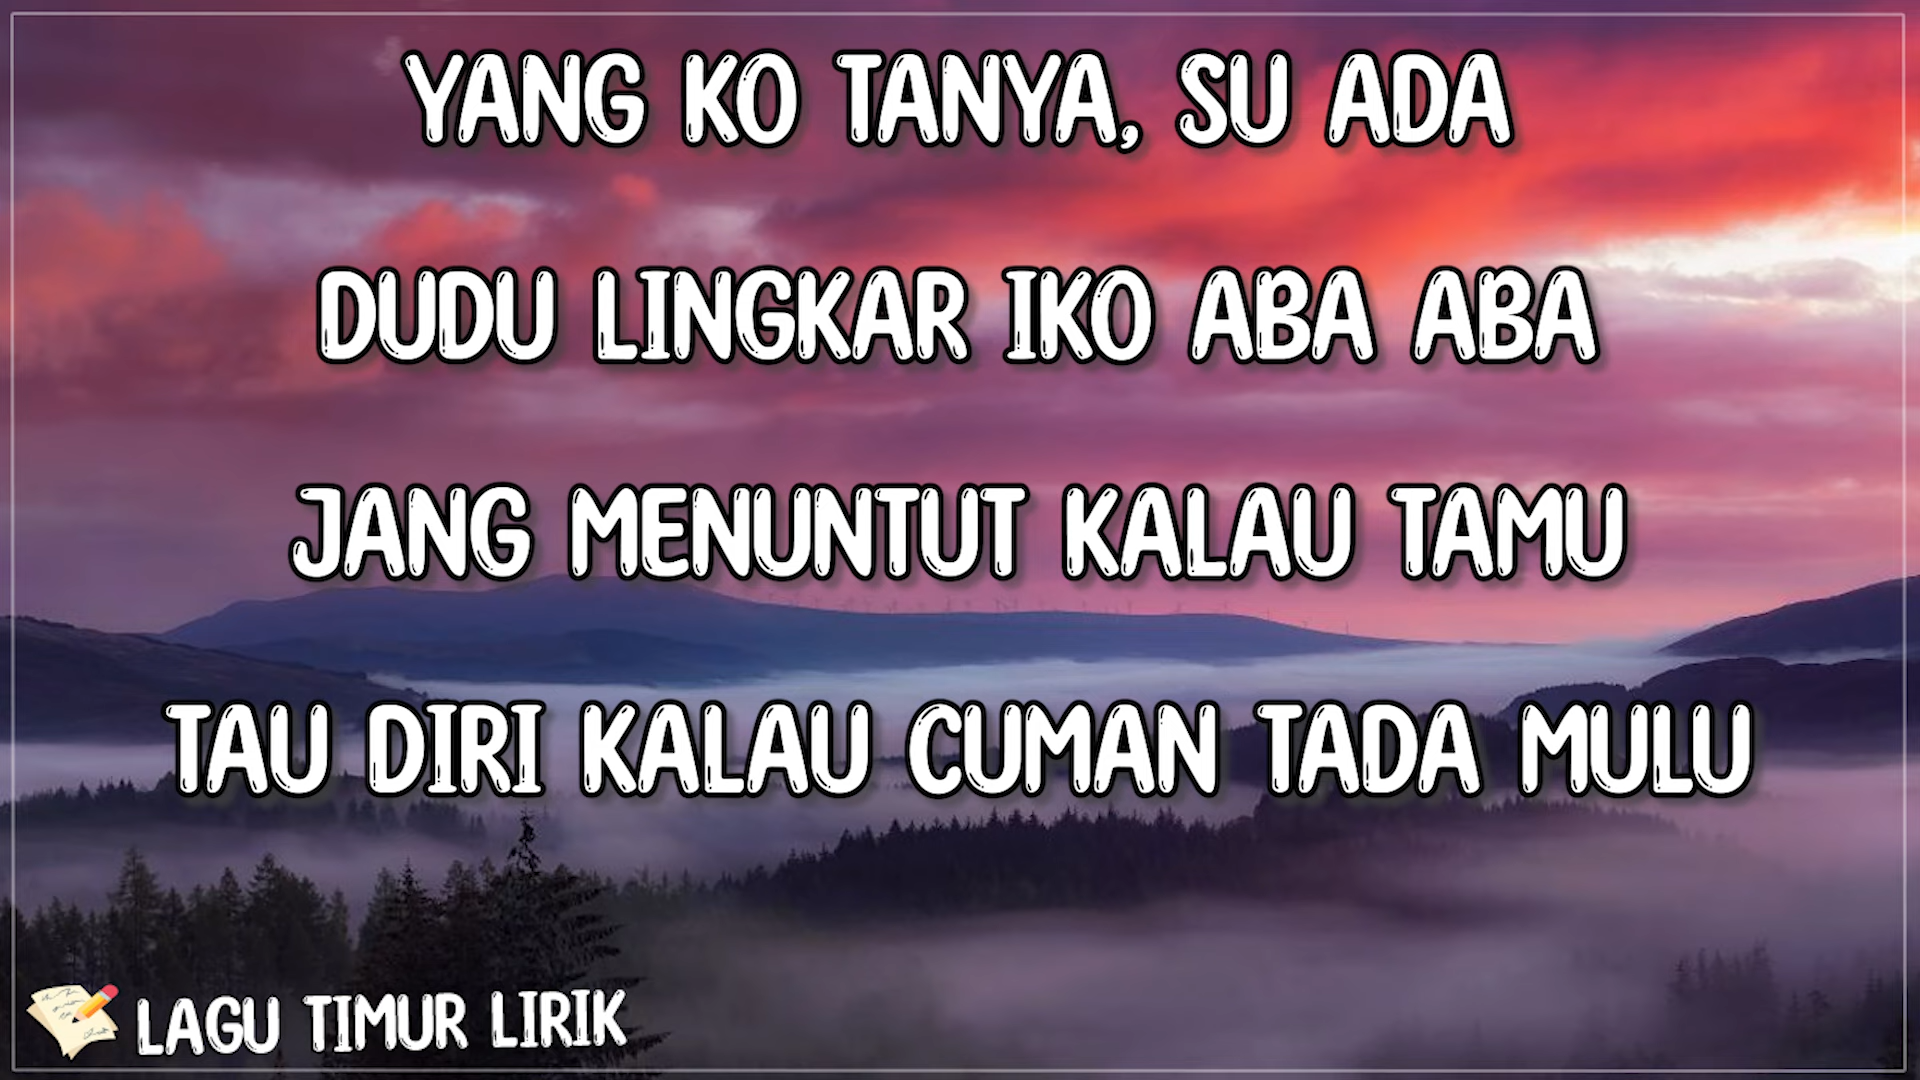 YANG KO TANYA, SU ADA
DUDU LINGKAR IKO ABA ABA
JANG MENUNTUT KALAU TAMU
TAU DIRI KALAU CUMAN TADA MULU
LAGU TIMUR LIRIK